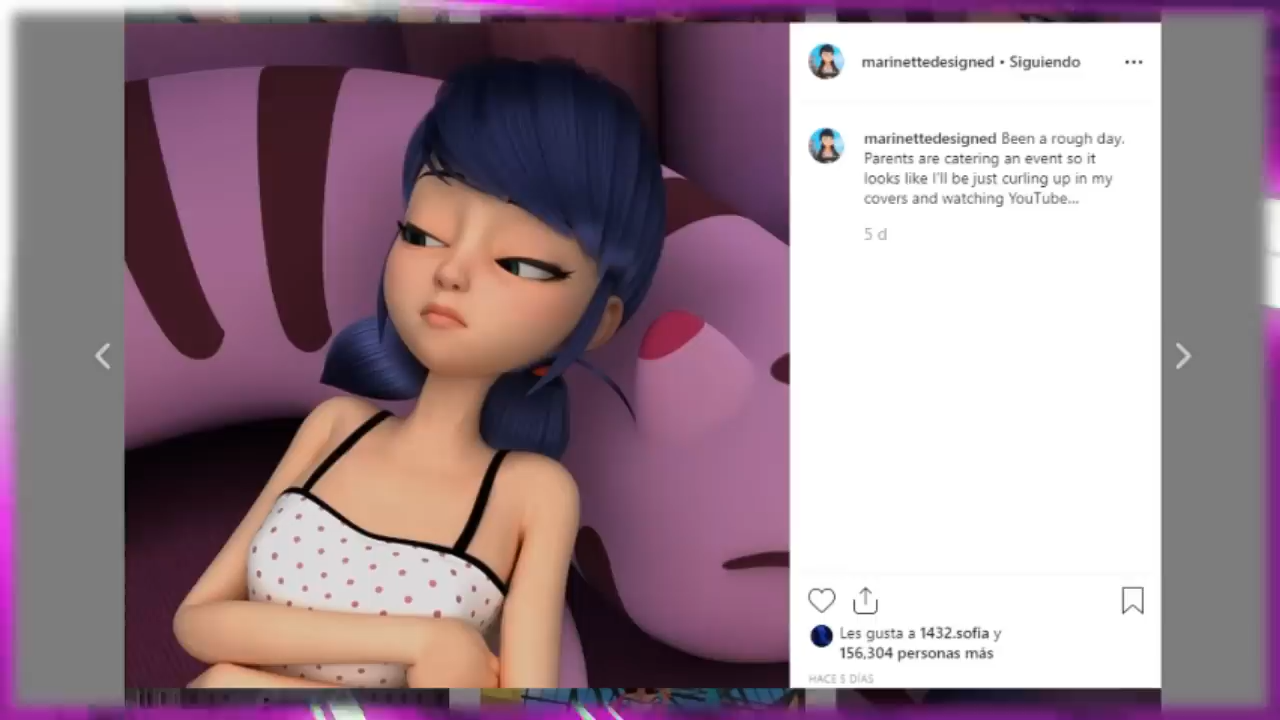 marinettedesigned • Siguiendo
marinettedesigned Been a rough day.
Parents are catering an event so it
looks like I'll be just curling up in my
covers and watching YouTube...
5 d
Les gusta a 1432.sofia y
156,304 personas más
HACE 5 DÍAS